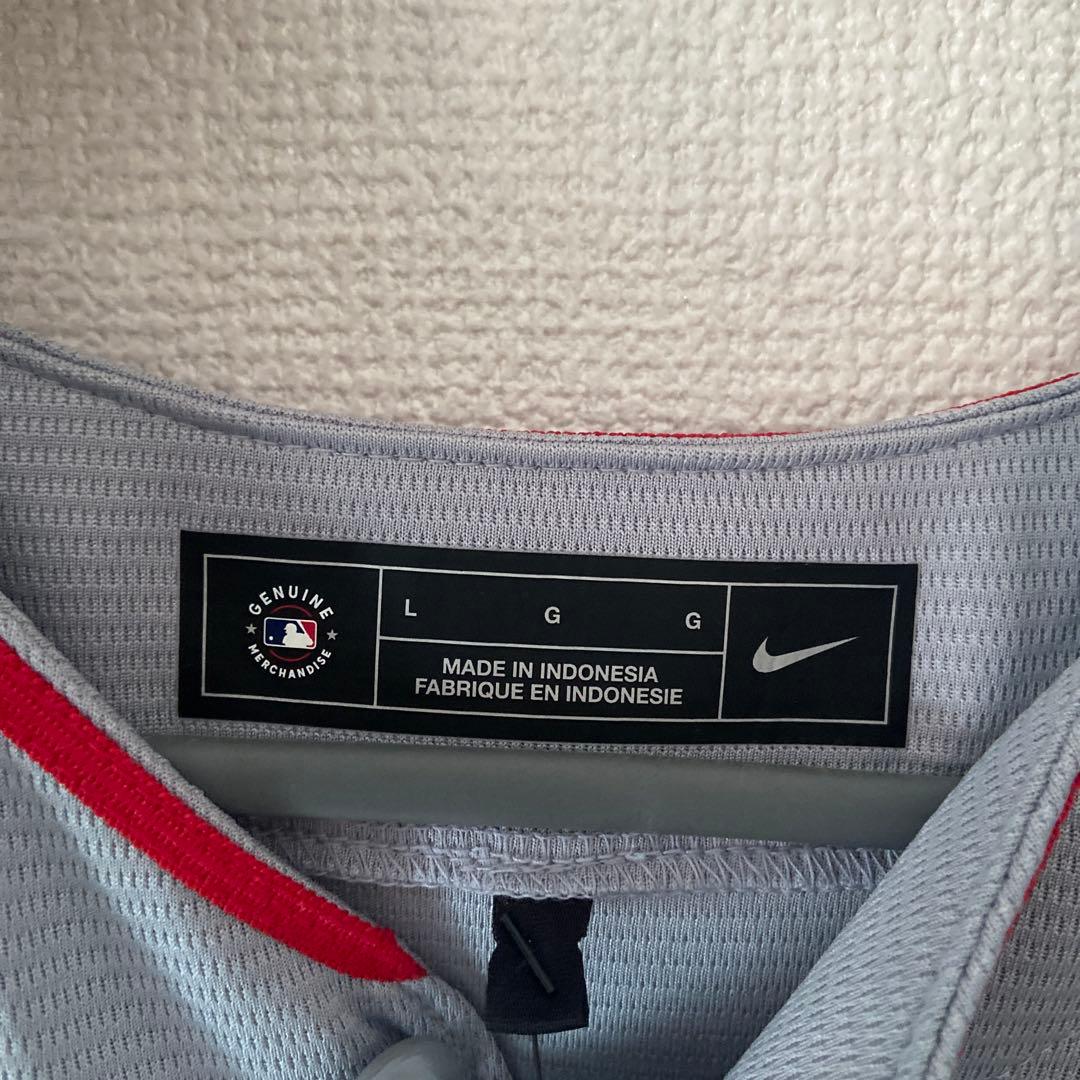 GENUINE
MERCHANDISE
L G G
MADE IN INDONESIA
FABRIQUE EN INDONESIE